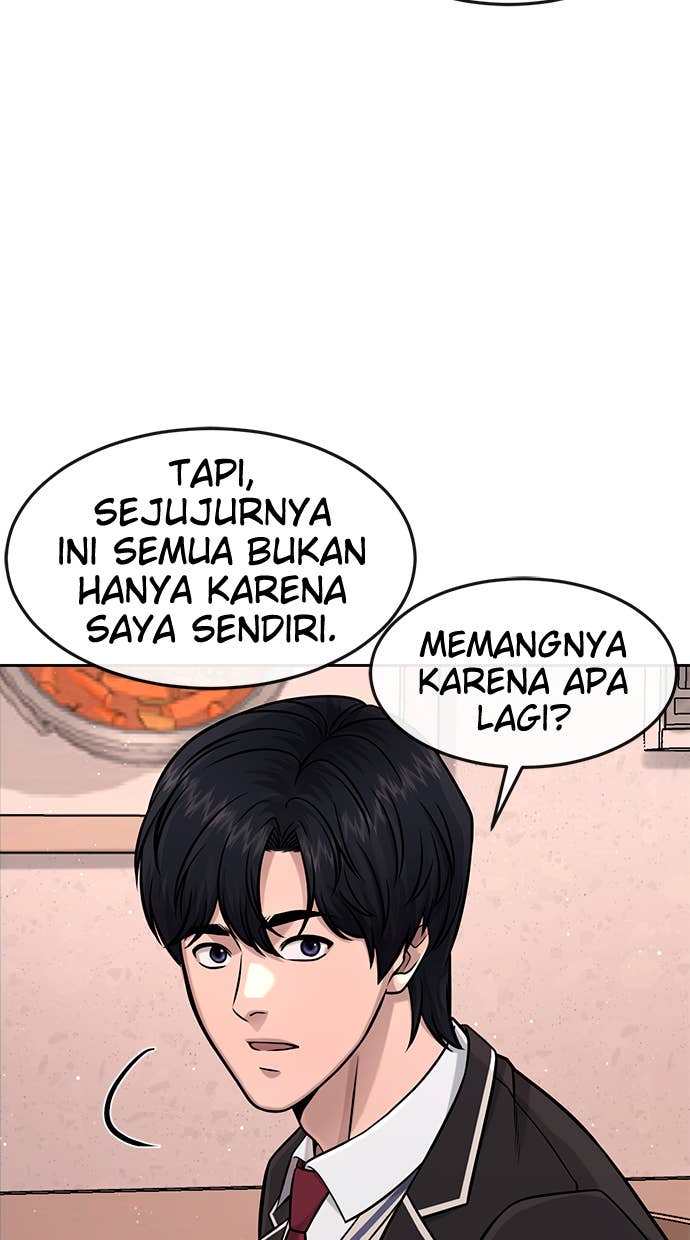 TAPI,
SEJUJURNYA
INI SEMUA BUKAN
HANYA KARENA
SAYA SENDIRI.
MEMANGNYA
KARENA APA
LAGI?